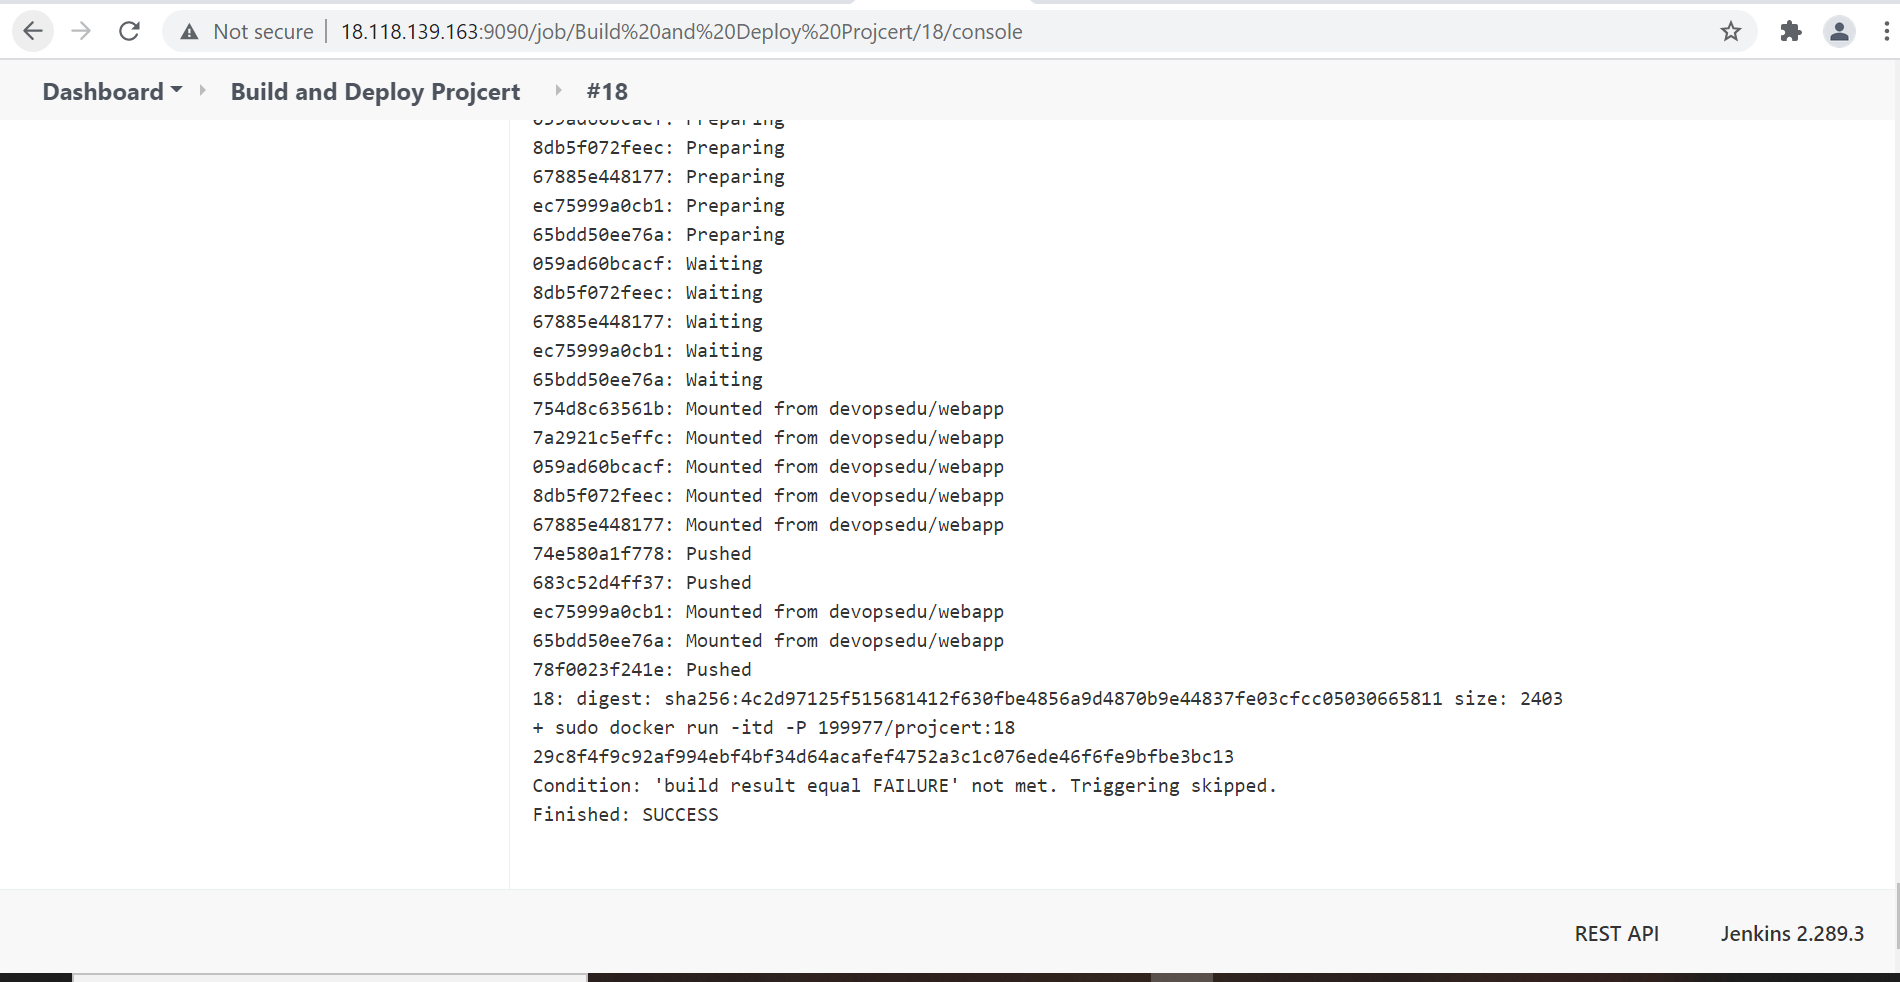 Not secure | 18.118.139.163:9090/job/Build%20and%20Deploy%20Projcert/18/console
Dashboard Build and Deploy Projcert #18
059ad60bcacf: Preparing
8db5f072feec: Preparing
67885e448177: Preparing
ec75999a0cb1: Preparing
65bdd50ee76a: Preparing
059ad60bcacf: Waiting
8db5f072feec: Waiting
67885e448177: Waiting
ec75999a0cb1: Waiting
65bdd50ee76a: Waiting
754d8c63561b: Mounted from devopsedu/webapp
7a2921c5effc: Mounted from devopsedu/webapp
059ad60bcacf: Mounted from devopsedu/webapp
8db5f072feec: Mounted from devopsedu/webapp
67885e448177: Mounted from devopsedu/webapp
74e580a1f778: Pushed
683c52d4ff37: Pushed
ec75999a0cb1: Mounted from devopsedu/webapp
65bdd50ee76a: Mounted from devopsedu/webapp
78f0023f241e: Pushed
18: digest: sha256:4c2d97125f515681412f630fbe4856a9d4870b9e44837fe03cfcc05030665811 size: 2403
+ sudo docker run -itd -P 199977/projcert:18
29c8f4f9c92af994ebf4bf34d64acafef4752a3c1c076ede46f6fe9bfbe3bc13
Condition: 'build result equal FAILURE' not met. Triggering skipped.
Finished: SUCCESS
REST API Jenkins 2.289.3